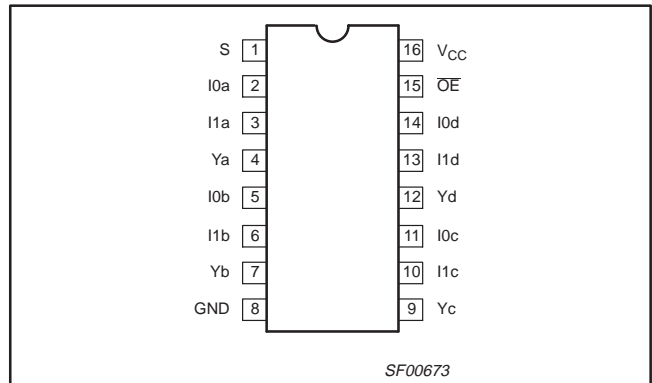 S 1 16 VCC
I0a 2 15 OE
I1a 3 14 I0d
Ya 4 13 I1d
I0b 5 12 Yd
I1b 6 11 I0c
Yb 7 10 I1c
GND 8 9 Yc
SF00673